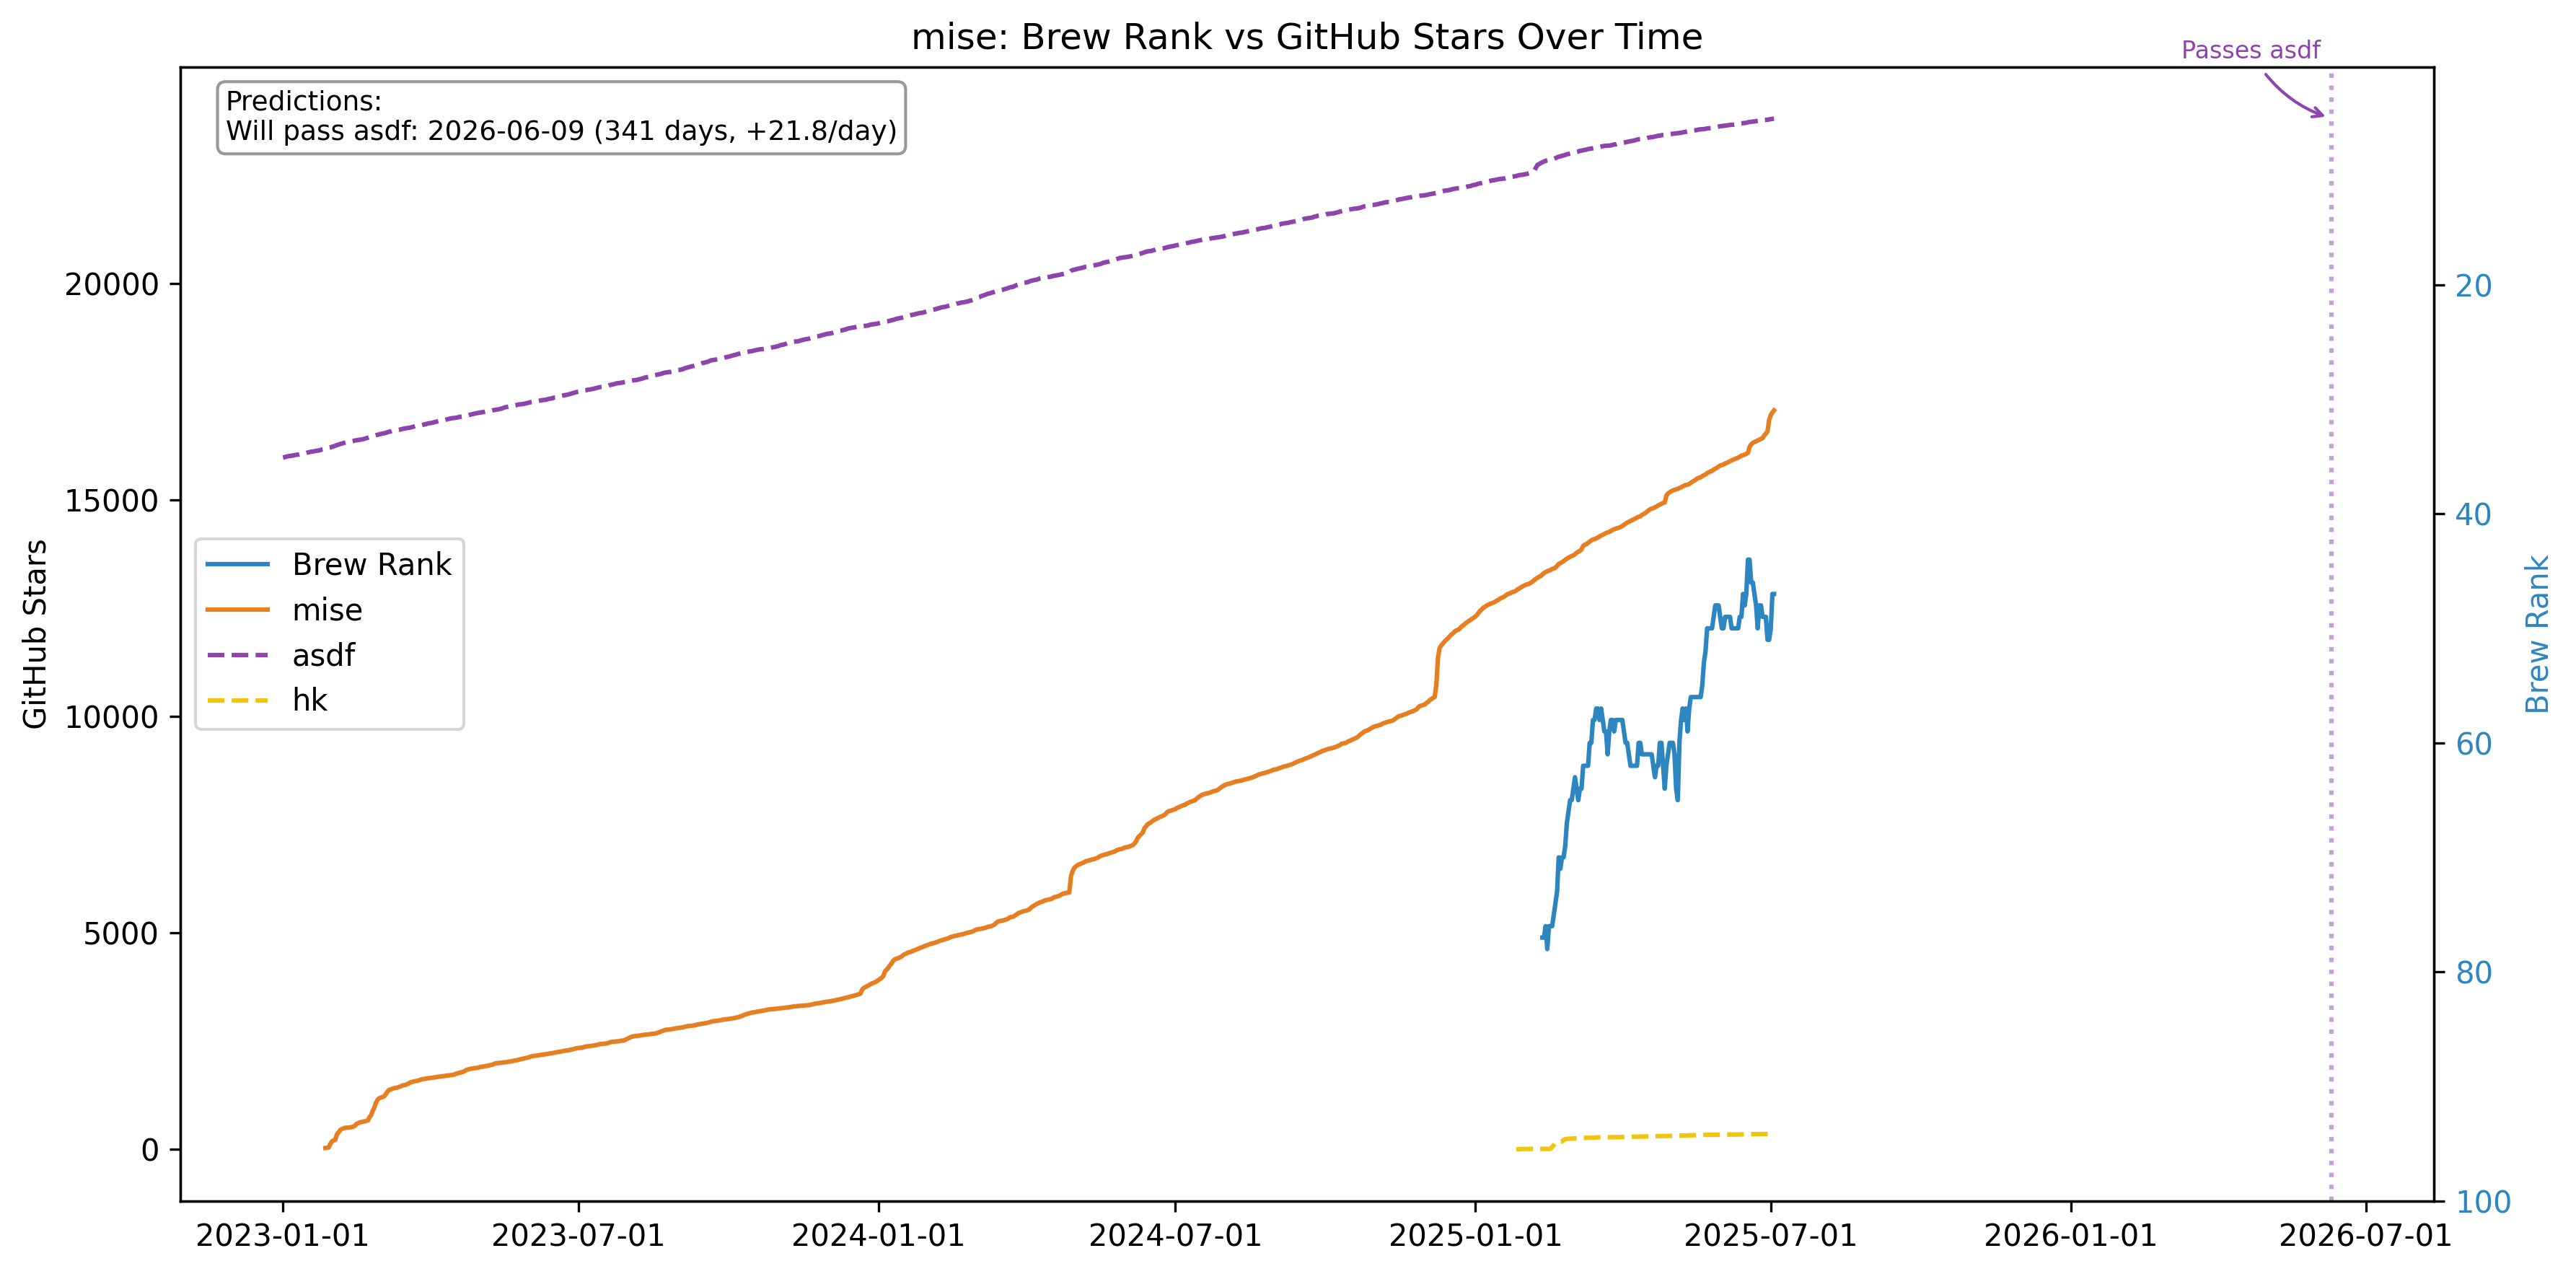 mise: Brew Rank vs GitHub Stars Over Time
Passes asdf
Predictions:
Will pass asdf: 2026-06-09 (341 days, +21.8/day)
GitHub Stars
20000
15000
10000
5000
0
Brew Rank
mise
asdf
hk
20
40
60
80
100
Brew Rank
2023-01-01
2023-07-01
2024-01-01
2024-07-01
2025-01-01
2025-07-01
2026-01-01
2026-07-01